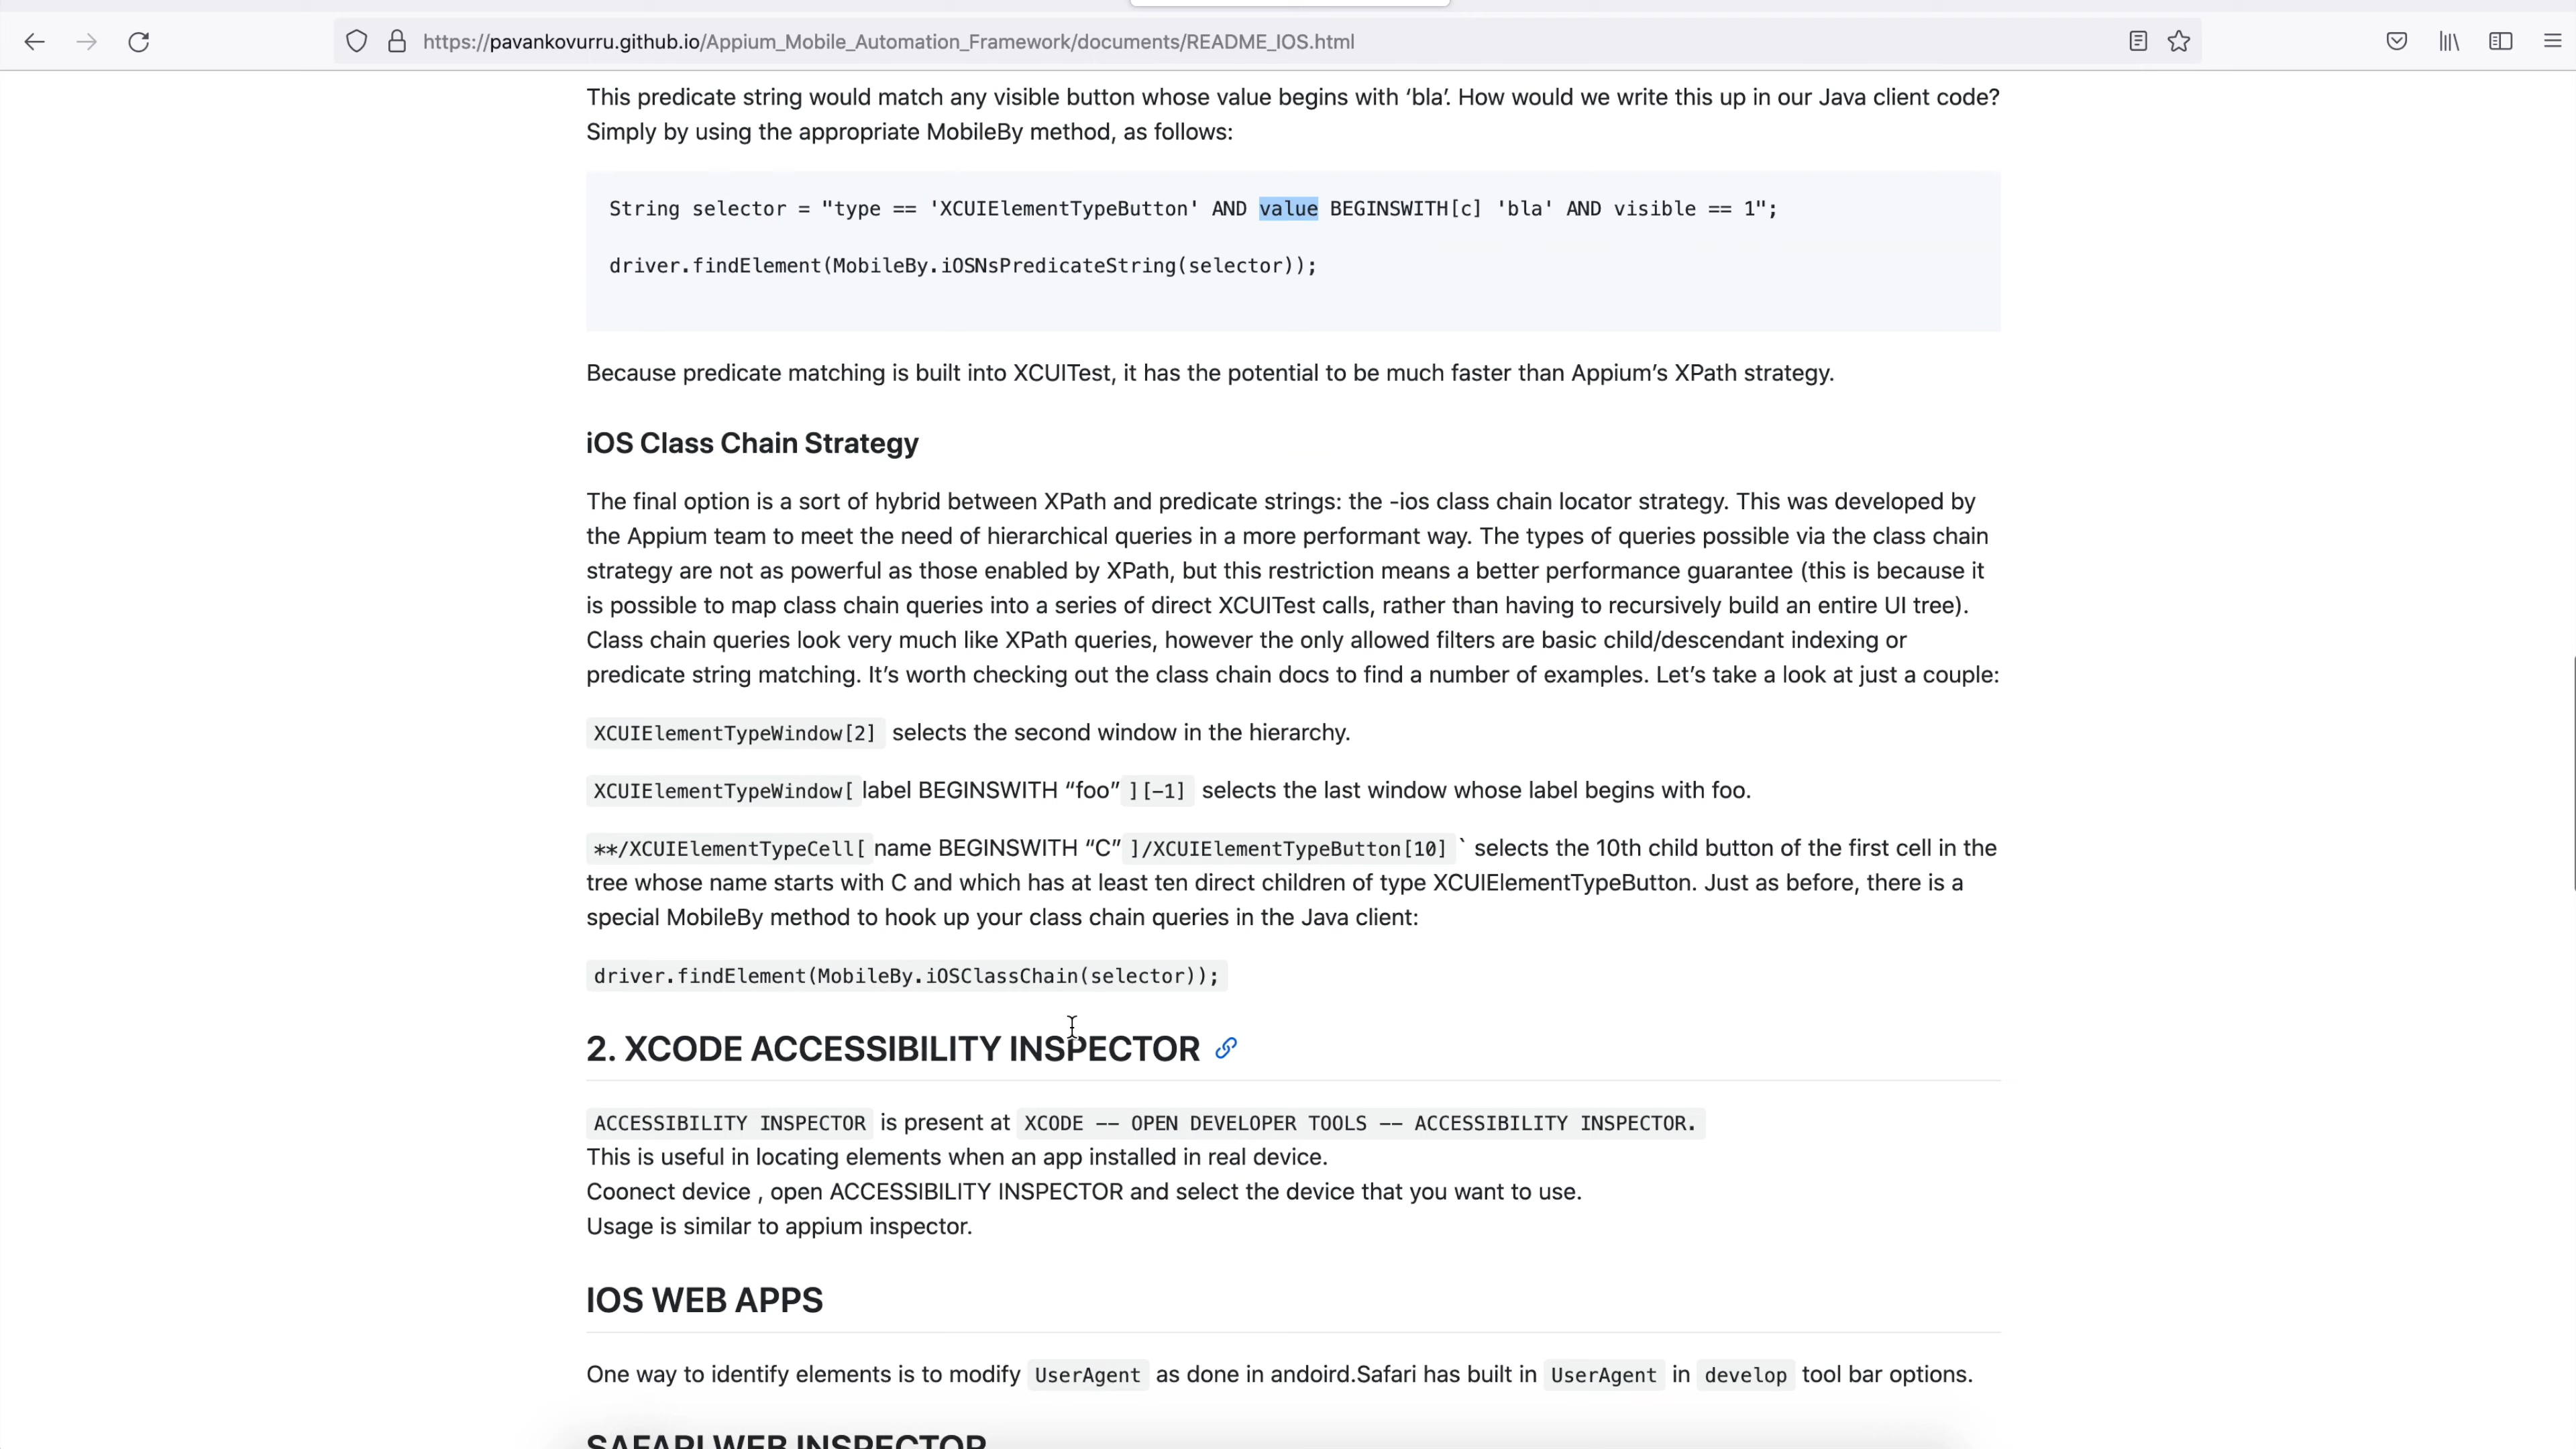 https://pavankovurru.github.io/Appium_Mobile_Automation_Framework/documents/README_IOS.html
This predicate string would match any visible button whose value begins with ‘bla’. How would we write this up in our Java client code?
Simply by using the appropriate MobileBy method, as follows:
String selector = "type == 'XCUIElementTypeButton' AND value BEGINSWITH[c] 'bla' AND visible == 1";
driver.findElement(MobileBy.iOSNsPredicateString(selector));
Because predicate matching is built into XCUITest, it has the potential to be much faster than Appium’s XPath strategy.
iOS Class Chain Strategy
The final option is a sort of hybrid between XPath and predicate strings: the -ios class chain locator strategy. This was developed by
the Appium team to meet the need of hierarchical queries in a more performant way. The types of queries possible via the class chain
strategy are not as powerful as those enabled by XPath, but this restriction means a better performance guarantee (this is because it
is possible to map class chain queries into a series of direct XCUITest calls, rather than having to recursively build an entire UI tree).
Class chain queries look very much like XPath queries, however the only allowed filters are basic child/descendant indexing or
predicate string matching. It’s worth checking out the class chain docs to find a number of examples. Let’s take a look at just a couple:
XCUIElementTypeWindow[2] selects the second window in the hierarchy.
XCUIElementTypeWindow[ label BEGINSWITH “foo” ][-1] selects the last window whose label begins with foo.
**/XCUIElementTypeCell[ name BEGINSWITH “C” ]/XCUIElementTypeButton[10] ` selects the 10th child button of the first cell in the
tree whose name starts with C and which has at least ten direct children of type XCUIElementTypeButton. Just as before, there is a
special MobileBy method to hook up your class chain queries in the Java client:
driver.findElement(MobileBy.iOSClassChain(selector));
2. XCODE ACCESSIBILITY INSPECTOR
ACCESSIBILITY INSPECTOR is present at XCODE -- OPEN DEVELOPER TOOLS -- ACCESSIBILITY INSPECTOR.
This is useful in locating elements when an app installed in real device.
Coonect device , open ACCESSIBILITY INSPECTOR and select the device that you want to use.
Usage is similar to appium inspector.
IOS WEB APPS
One way to identify elements is to modify UserAgent as done in andoird.Safari has built in UserAgent in develop tool bar options.
SAFARI WEB INSPECTOR